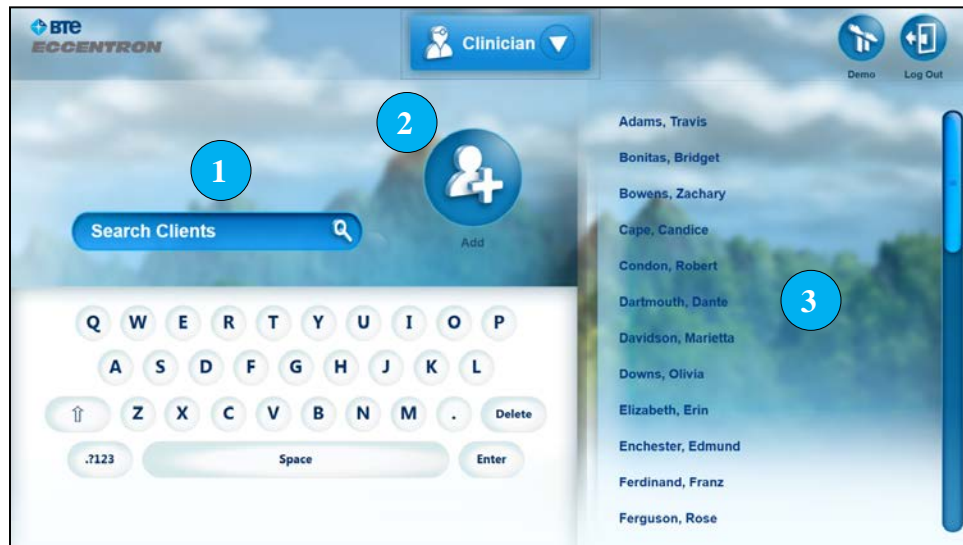 BTE
ECCENTRON
Clinician
Demo
Log Out
1
2
Search Clients
Add
Q W E R T Y U I O P
A S D F G H J K L
⇧ Z X C V B N M . Delete
.?123 Space Enter
Adams, Travis
Bonitas, Bridget
Bowens, Zachary
Cape, Candice
Condon, Robert
Dartmouth, Dante
3
Davidson, Marietta
Downs, Olivia
Elizabeth, Erin
Enchester, Edmund
Ferdinand, Franz
Ferguson, Rose